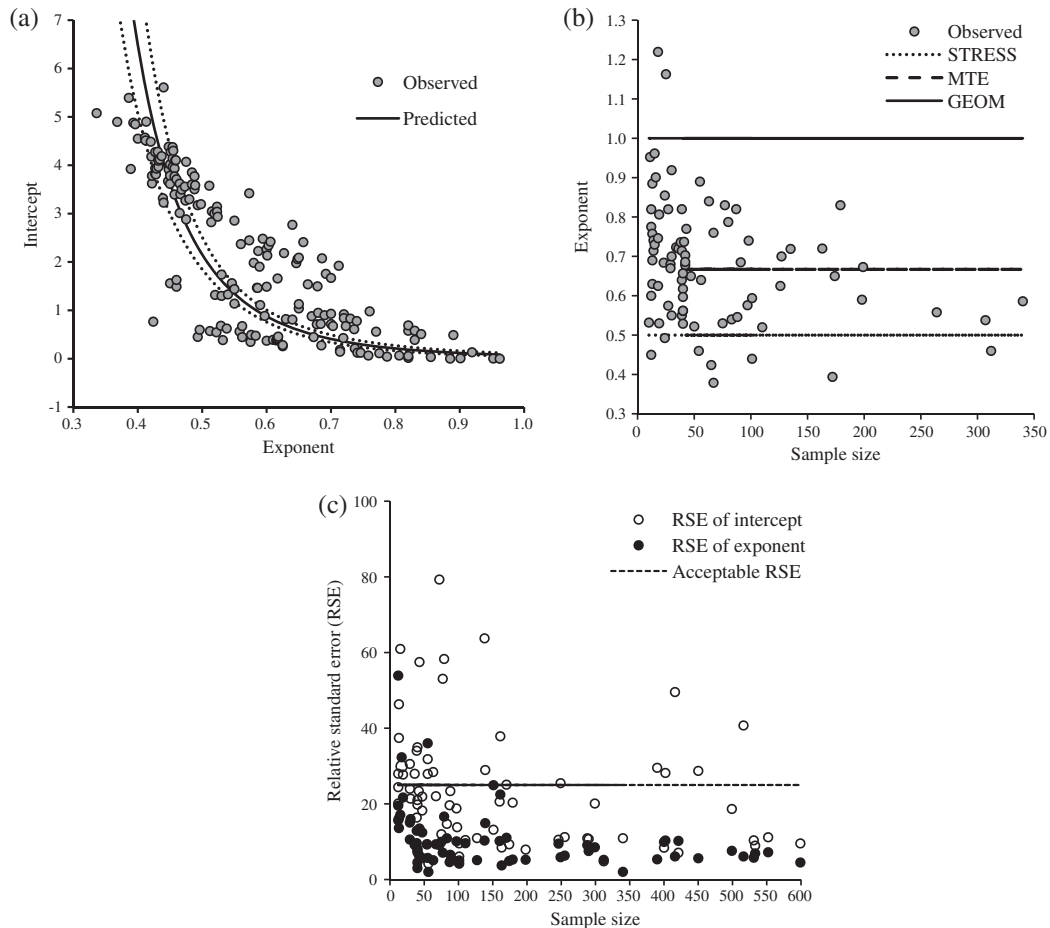 (a)
7
6
5
4
3
2
1
0
-1
Intercept
0.3 0.4 0.5 0.6 0.7 0.8 0.9 1.0
Exponent
Observed
Predicted
(b)
1.3
1.2
1.1
1.0
0.9
0.8
0.7
0.6
0.5
0.4
0.3
Exponent
0 50 100 150 200 250 300 350
Sample size
Observed
STRESS
MTE
GEOM
(c)
100
80
60
40
20
0
Relative standard error (RSE)
0 50 100 150 200 250 300 350 400 450 500 550 600
Sample size
RSE of intercept
RSE of exponent
Acceptable RSE